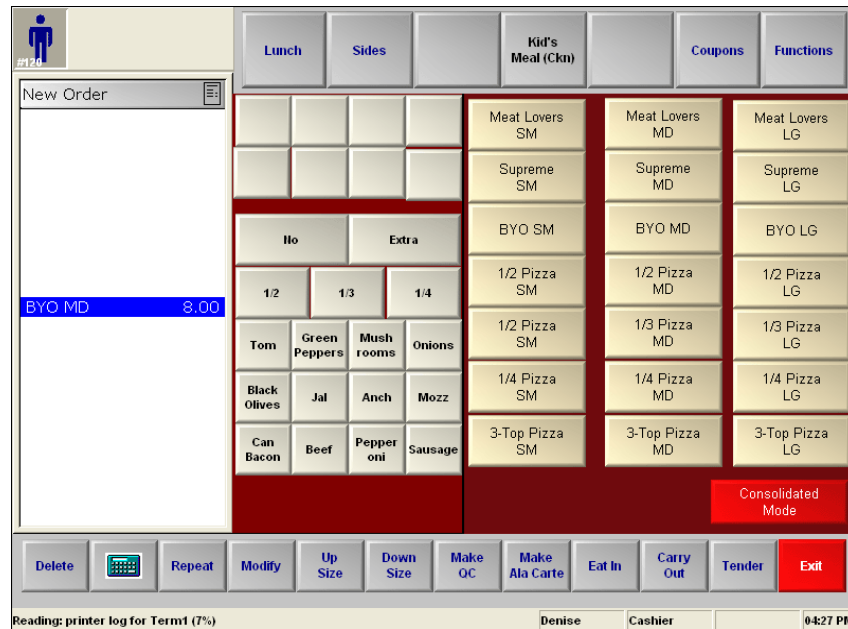 #120
Lunch
Sides
Kid's
Meal (Ckn)
Coupons
Functions
New Order
BYO MD 8.00
No
Extra
1/2
1/3
1/4
Tom
Green
Peppers
Mush
rooms
Onions
Black
Olives
Jal
Anch
Mozz
Can
Bacon
Beef
Pepper
oni
Sausage
Meat Lovers
SM
Meat Lovers
MD
Meat Lovers
LG
Supreme
SM
Supreme
MD
Supreme
LG
BYO SM
BYO MD
BYO LG
1/2 Pizza
SM
1/2 Pizza
MD
1/2 Pizza
LG
1/2 Pizza
SM
1/3 Pizza
MD
1/3 Pizza
LG
1/4 Pizza
SM
1/4 Pizza
MD
1/4 Pizza
LG
3-Top Pizza
SM
3-Top Pizza
MD
3-Top Pizza
LG
Consolidated
Mode
Delete
Repeat
Modify
Up
Size
Down
Size
Make
QC
Make
Ala Carte
Eat In
Carry
Out
Tender
Exit
Reading: printer log for Term1 (7%)
Denise
Cashier
04:27 PM